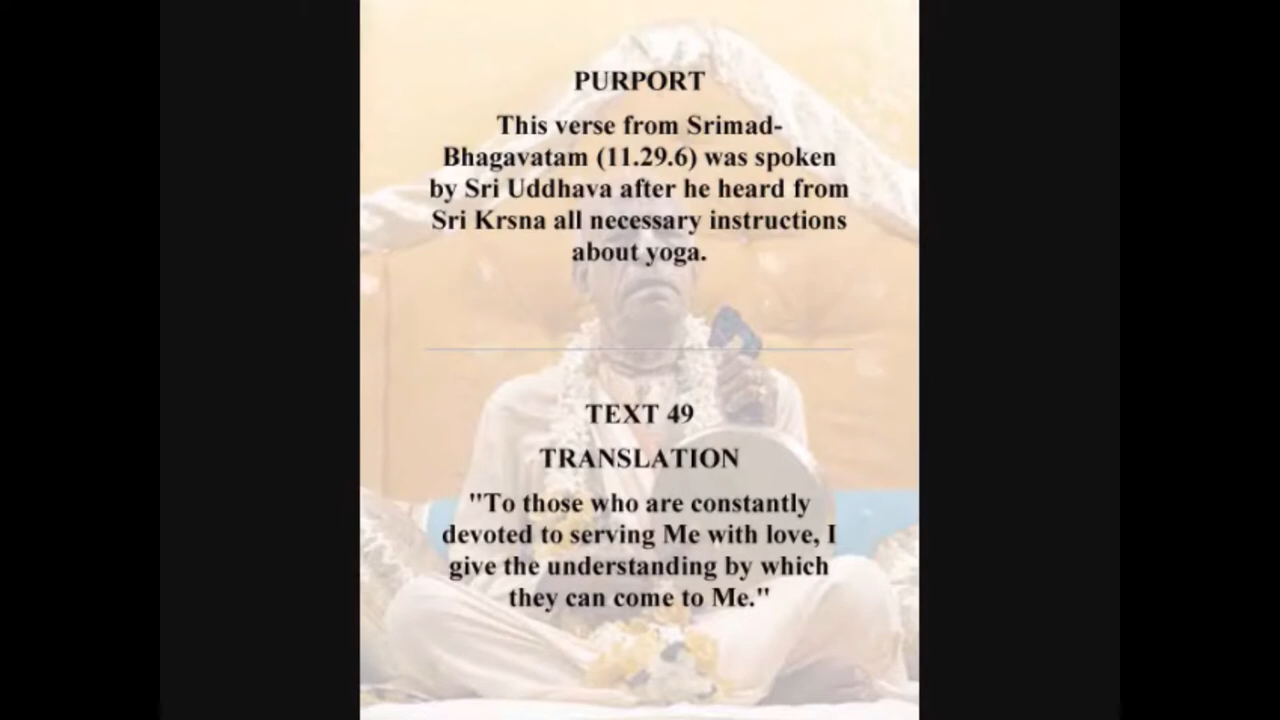 PURPORT
This verse from Srimad-
Bhagavatam (11.29.6) was spoken
by Sri Uddhava after he heard from
Sri Krsna all necessary instructions
about yoga.
TEXT 49
TRANSLATION
"To those who are constantly
devoted to serving Me with love, I
give the understanding by which
they can come to Me."